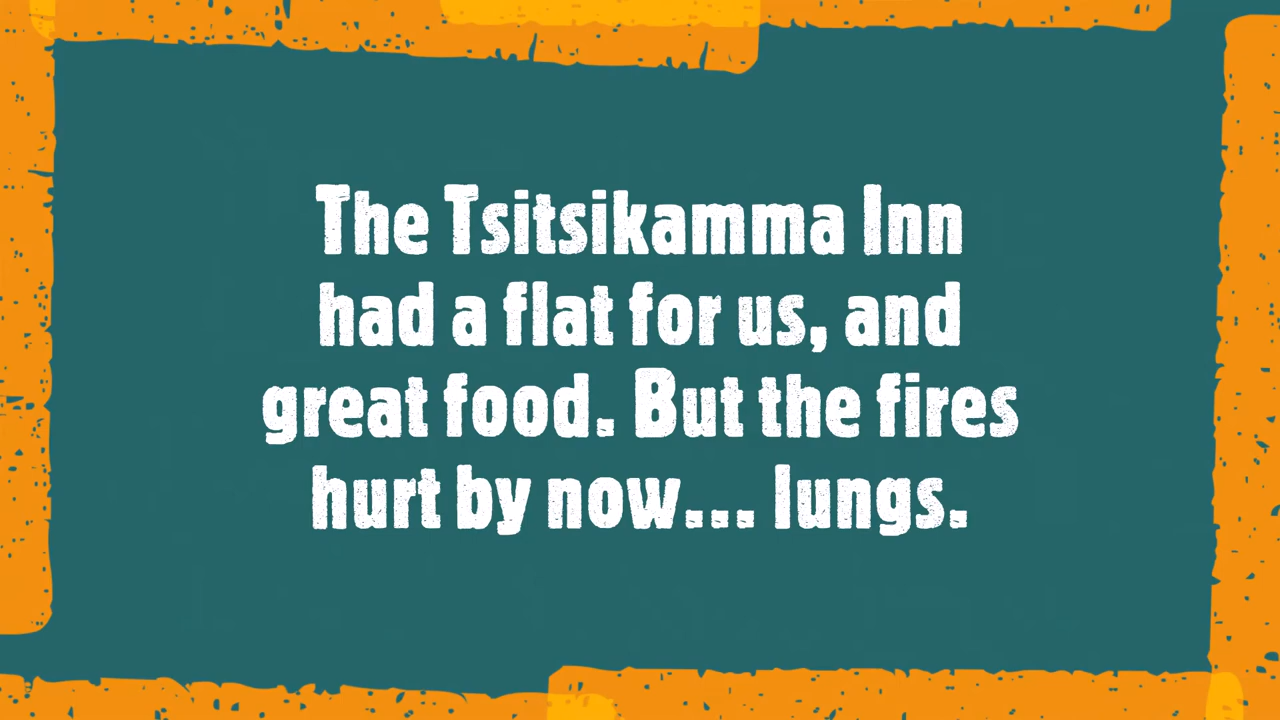 The Tsitsikamma Inn
had a flat for us, and
great food. But the fires
hurt by now... lungs.